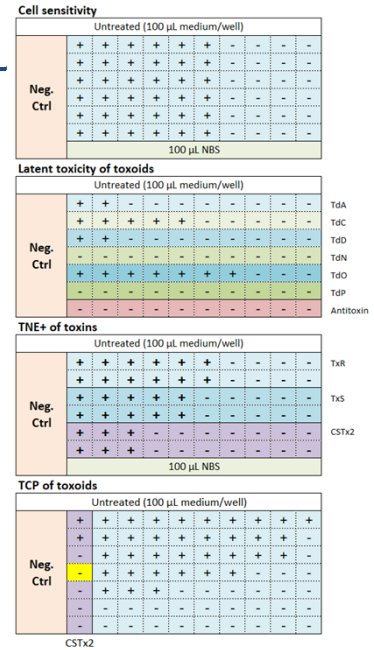 Cell sensitivity
Untreated (100 µL medium/well)
+ + + + + + - - - -
+ + + + + + - - - -
+ + + + + + - - - -
Neg.
Ctrl
+ + + + + + - - - -
+ + + + + + - - - -
+ + + + + + - - - -
100 µL NBS
Latent toxicity of toxoids
Untreated (100 µL medium/well)
+ + - - - - - - - - TdA
+ + + + + - - - - - TdC
+ + - - - - - - - - TdD
Neg.
Ctrl
- - - - - - - - - - TdN
+ + + + + + + - - - TdO
- - - - - - - - - - TdP
- - - - - - - - - - Antitoxin
TNE+ of toxins
Untreated (100 µL medium/well)
+ + + + + + - - - - TxR
+ + + + + + - - - -
+ + + + + - - - - - TxS
Neg.
Ctrl
+ + + + + - - - - -
+ + + - - - - - - - CSTx2
+ + + - - - - - - -
100 µL NBS
TCP of toxoids
Untreated (100 µL medium/well)
+ + + + + + + + + +
+ + + + + + + + + -
- + + + + + + + + -
Neg.
Ctrl
- + + + + + + - - -
- + + + - - - - - -
- - - - - - - - - -
- - - - - - - - - -
CSTx2